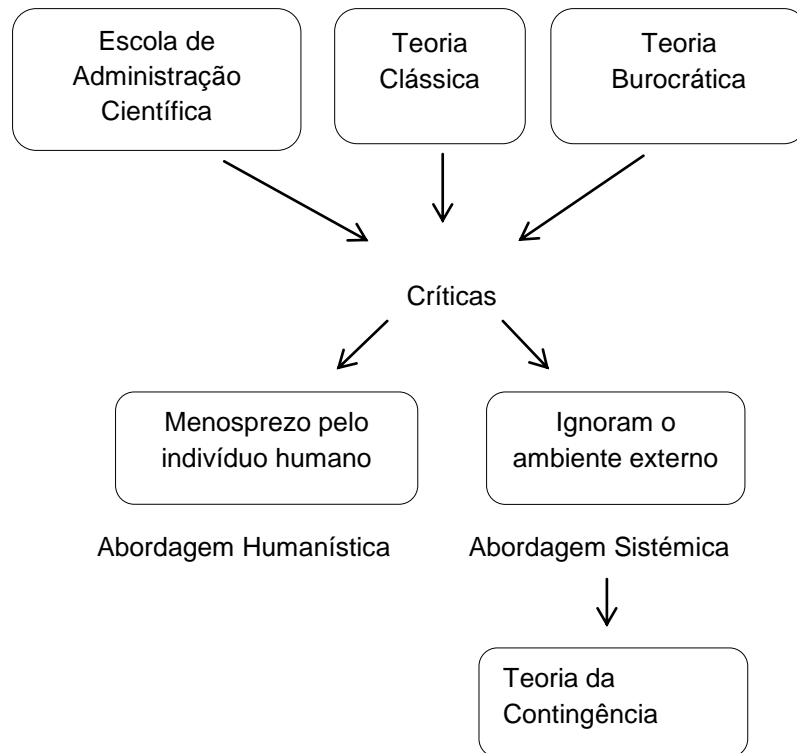 Escola de
Administração
Científica
Teoria
Clássica
Teoria
Burocrática
Críticas
Menosprezo pelo
indivíduo humano
Ignoram o
ambiente externo
Abordagem Humanística
Abordagem Sistémica
Teoria da
Contingência